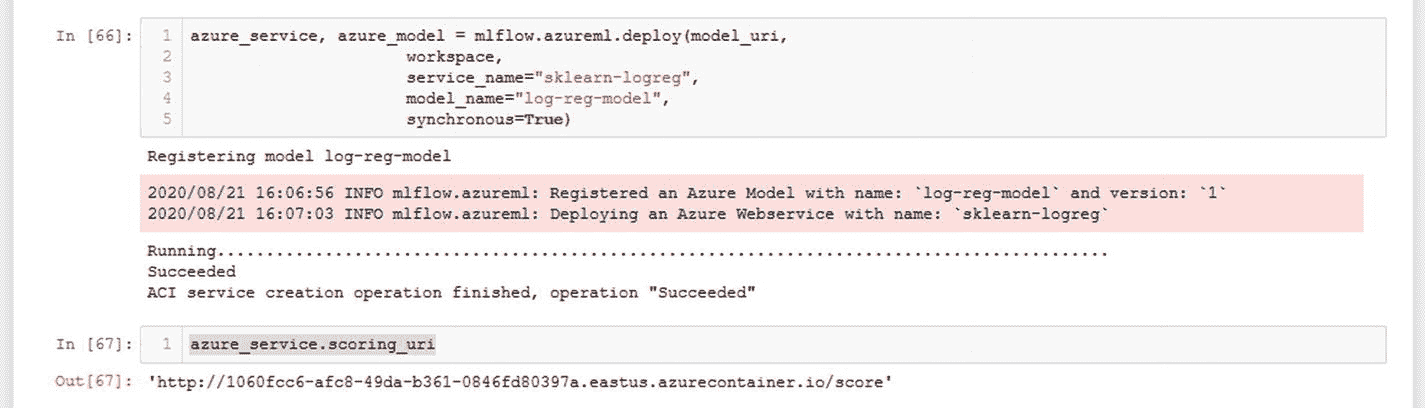 In [66]:
1 azure_service, azure_model = mlflow.azureml.deploy(model_uri,
2 workspace,
3 service_name="sklearn-logreg",
4 model_name="log-reg-model",
5 synchronous=True)
Registering model log-reg-model
2020/08/21 16:06:56 INFO mlflow.azureml: Registered an Azure Model with name: `log-reg-model` and version: `1`
2020/08/21 16:07:03 INFO mlflow.azureml: Deploying an Azure Webservice with name: `sklearn-logreg`
Running...........................................................................................
Succeeded
ACI service creation operation finished, operation "Succeeded"
In [67]:
1 azure_service.scoring_uri
Out[67]: 'http://1060fcc6-afc8-49da-b361-0846fd80397a.eastus.azurecontainer.io/score'